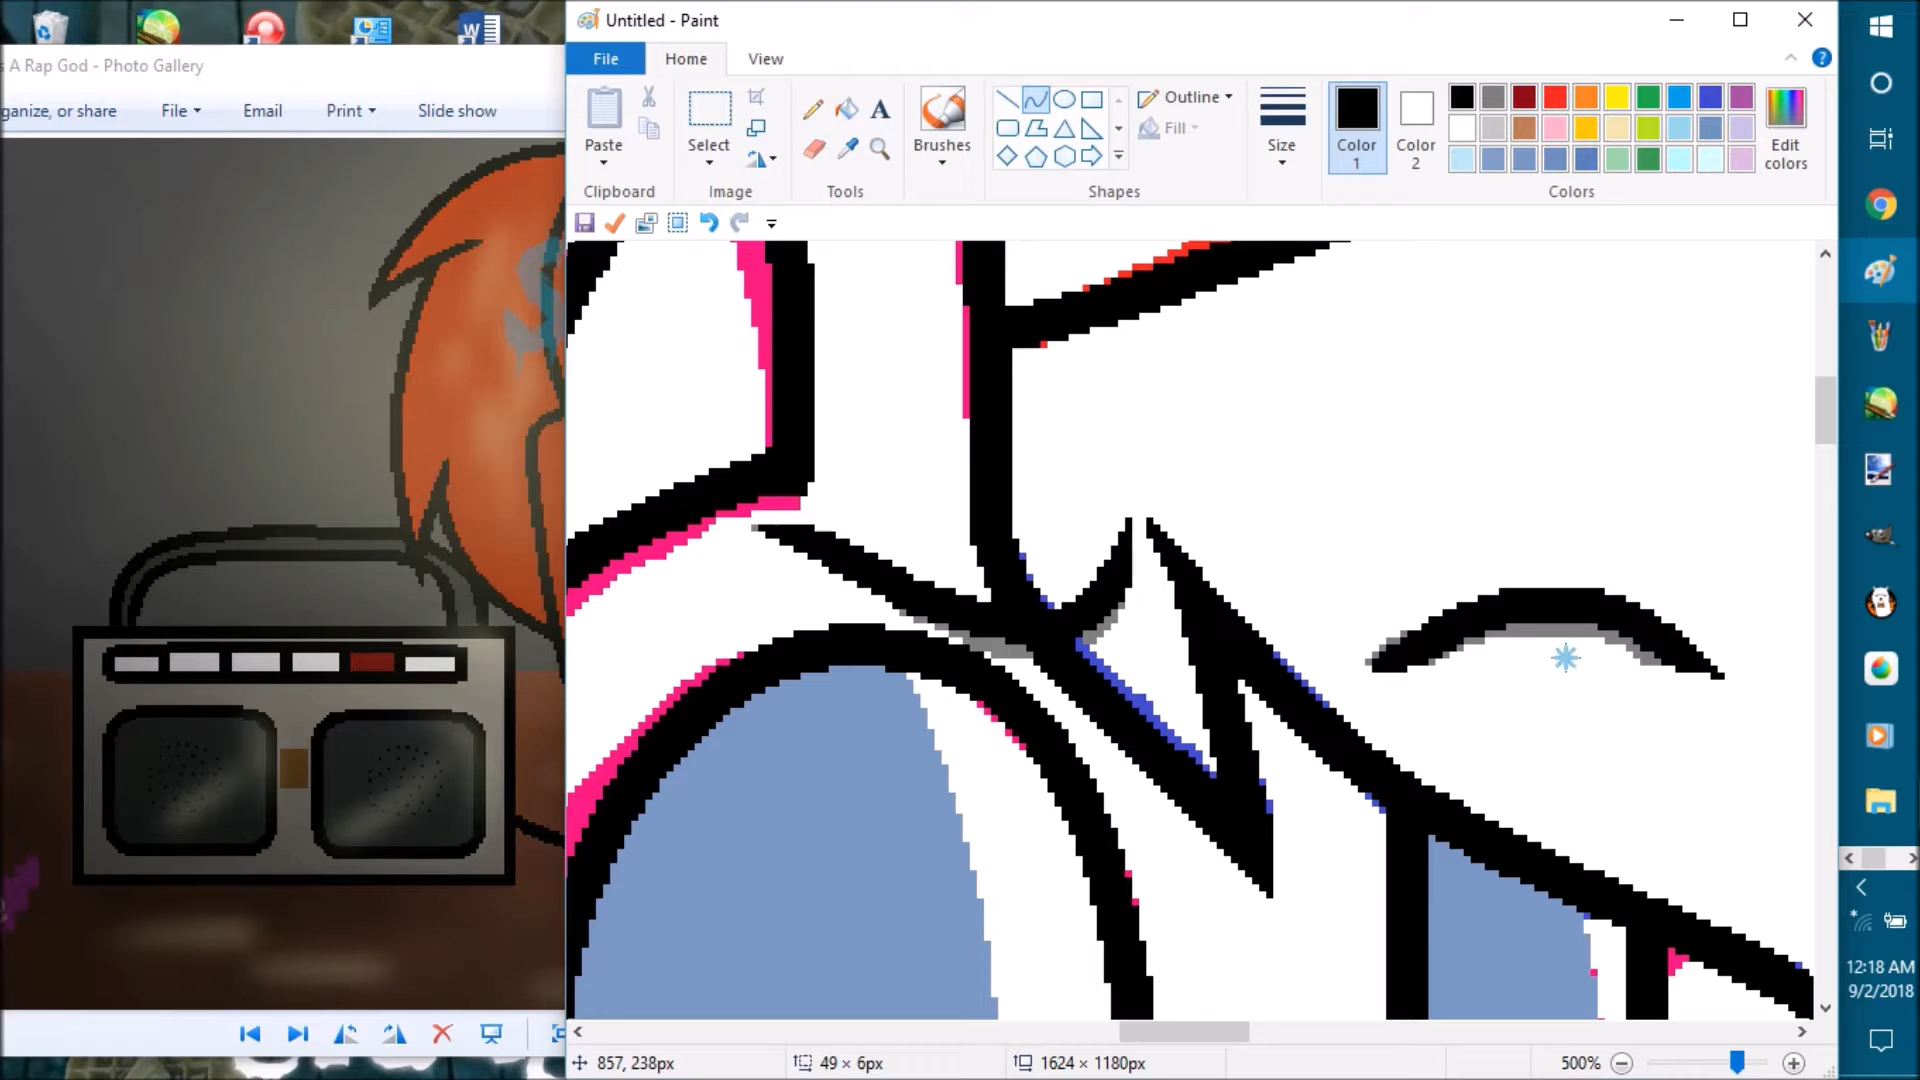 Untitled - Paint
s A Rap God - Photo Gallery
File Home View
ganize, or share File Email Print Slide show
Outline
Fill
Paste Select Brushes Size Color 1 Color 2 Edit colors
Clipboard Image Tools Shapes Colors
857, 238px 49 × 6px 1624 × 1180px 500%
12:18 AM
9/2/2018